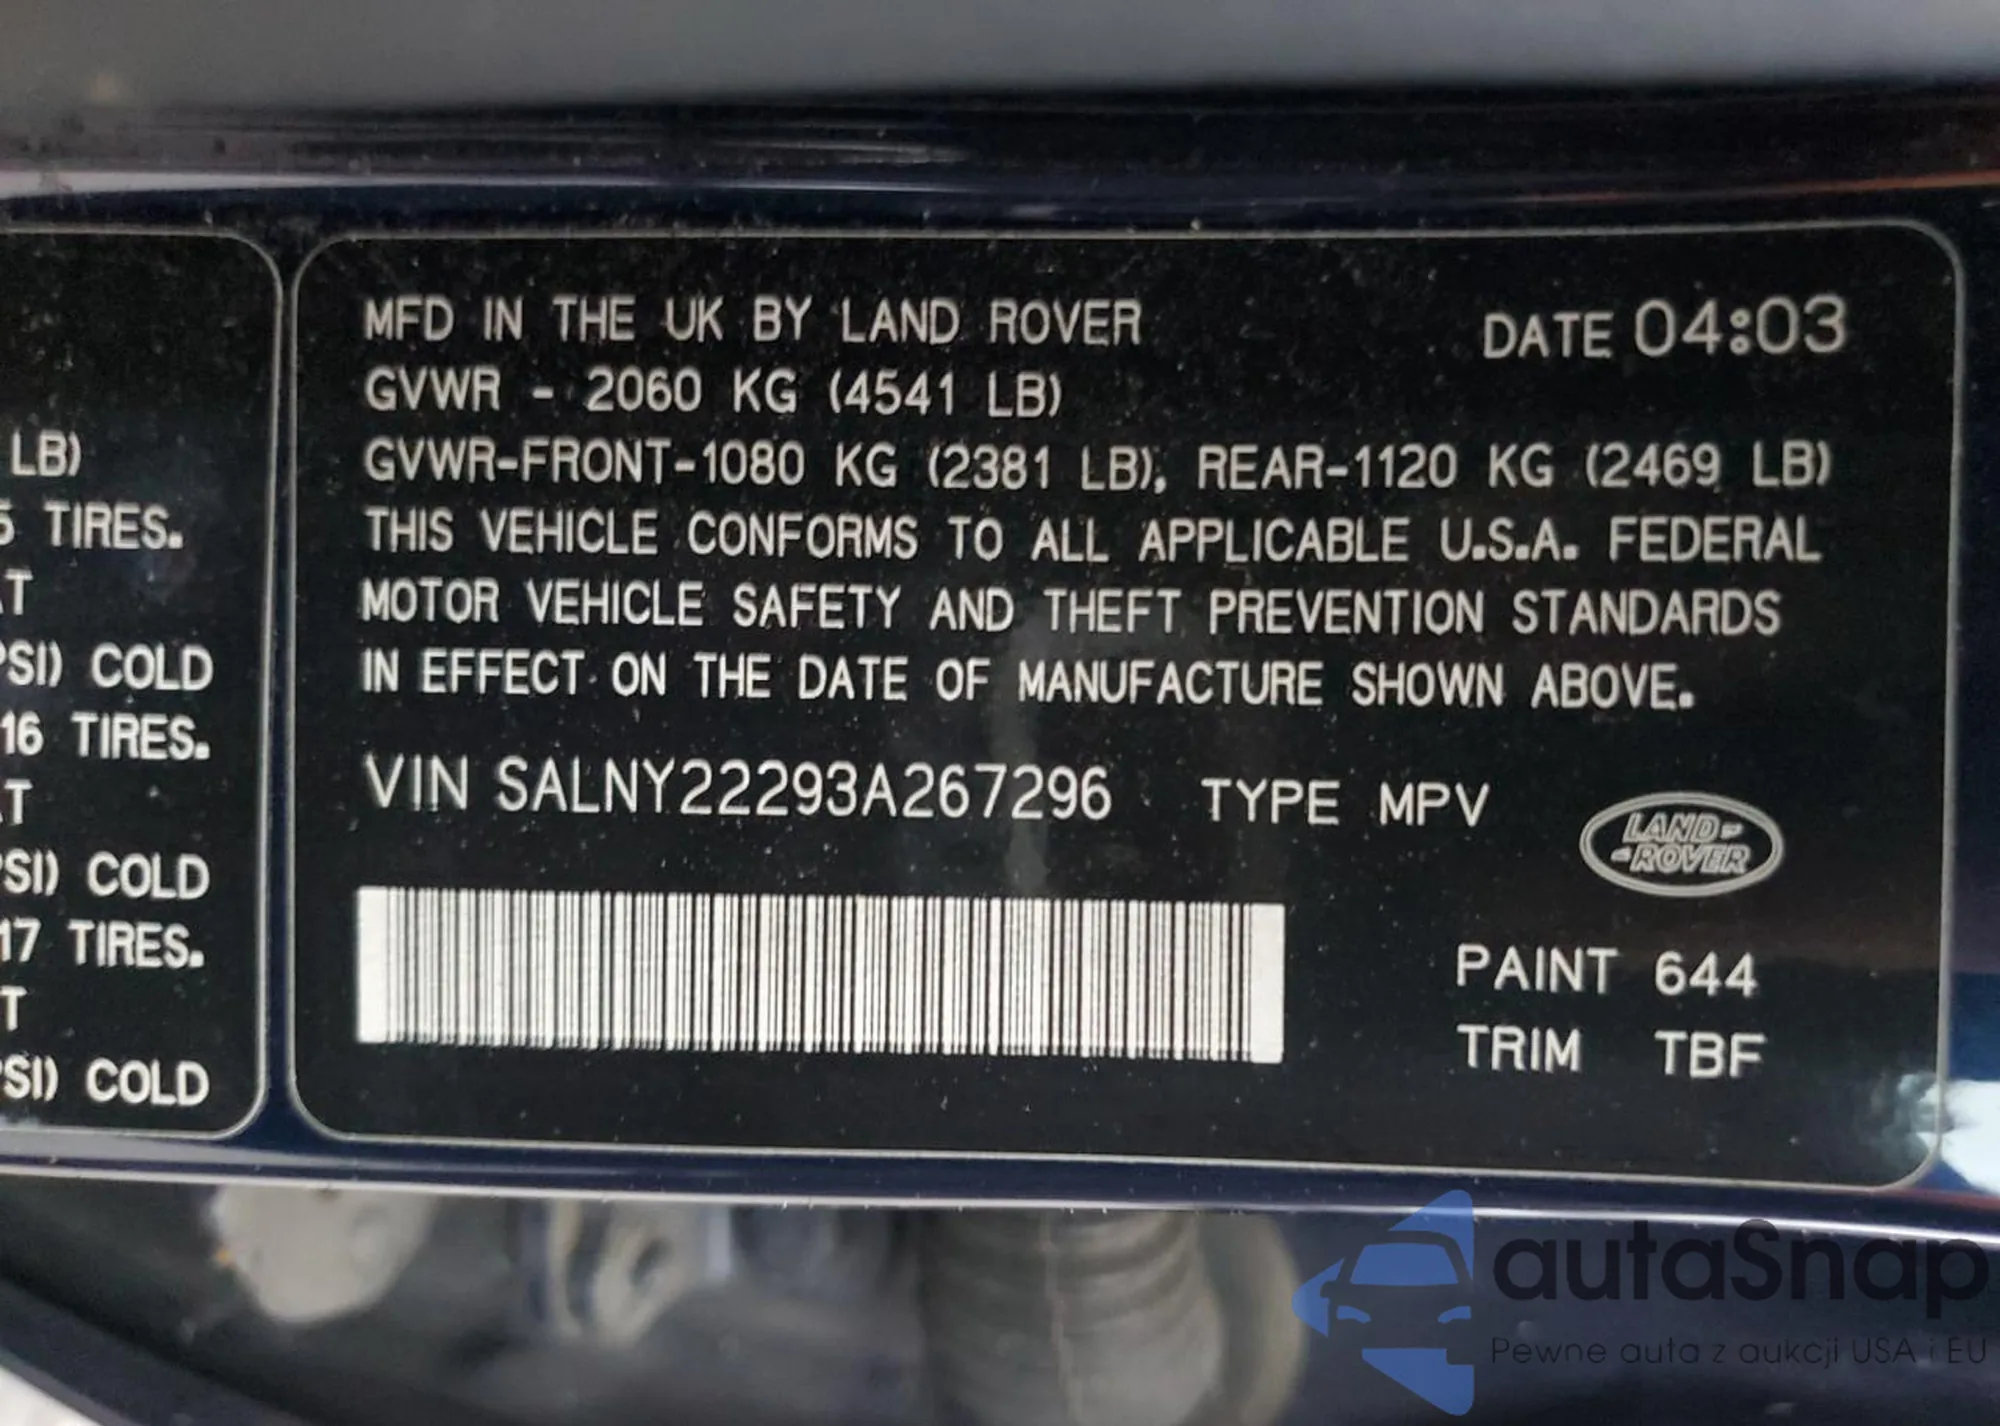 LB)
5 TIRES.
T
PSI) COLD
16 TIRES.
T
SI) COLD
17 TIRES.
T
SI) COLD
MFD IN THE UK BY LAND ROVER
DATE 04:03
GVWR - 2060 KG (4541 LB)
GVWR-FRONT-1080 KG (2381 LB), REAR-1120 KG (2469 LB)
THIS VEHICLE CONFORMS TO ALL APPLICABLE U.S.A. FEDERAL
MOTOR VEHICLE SAFETY AND THEFT PREVENTION STANDARDS
IN EFFECT ON THE DATE OF MANUFACTURE SHOWN ABOVE.
VIN SALNY22293A267296 TYPE MPV
LAND
ROVER
PAINT 644
TRIM TBF
autaSnap
Pewne auta z aukcji USA i EU